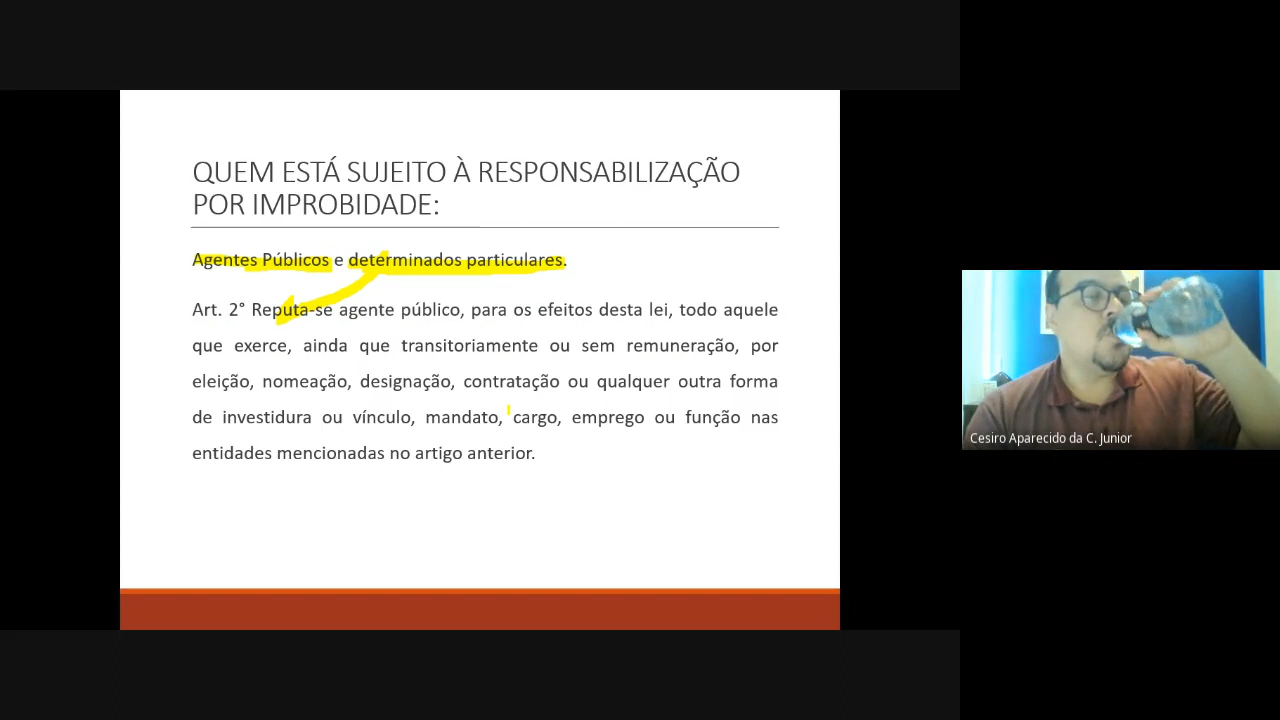 QUEM ESTÁ SUJEITO À RESPONSABILIZAÇÃO
POR IMPROBIDADE:
Agentes Públicos e determinados particulares.
Art. 2° Reputa-se agente público, para os efeitos desta lei, todo aquele
que exerce, ainda que transitoriamente ou sem remuneração, por
eleição, nomeação, designação, contratação ou qualquer outra forma
de investidura ou vínculo, mandato, cargo, emprego ou função nas
entidades mencionadas no artigo anterior.
Cesiro Aparecido da C. Junior